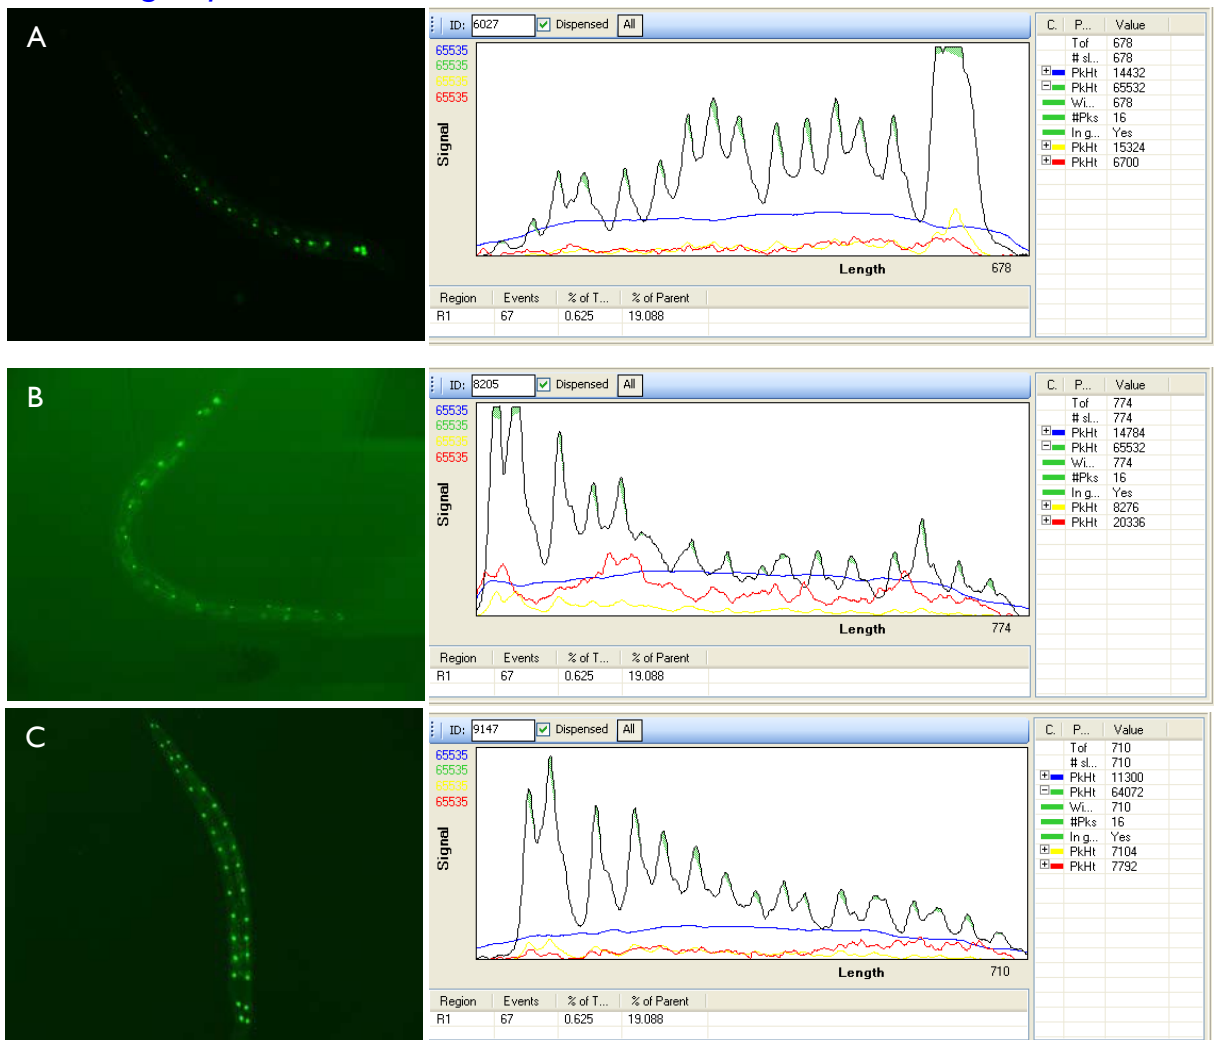 A
ID: 6027 Dispensed All
65535
65535
65535
65535
Signal
Length 678
Region Events % of T... % of Parent
R1 67 0.625 19.088
C. P... Value
Tof 678
# sl... 678
PkHt 14432
PkHt 65532
Wi... 678
#Pks 16
In g... Yes
PkHt 15324
PkHt 6700
B
ID: 8205 Dispensed All
65535
65535
65535
65535
Signal
Length 774
Region Events % of T... % of Parent
R1 67 0.625 19.088
C. P... Value
Tof 774
# sl... 774
PkHt 14784
PkHt 65532
Wi... 774
#Pks 16
In g... Yes
PkHt 8276
PkHt 20336
C
ID: 9147 Dispensed All
65535
65535
65535
65535
Signal
Length 710
Region Events % of T... % of Parent
R1 67 0.625 19.088
C. P... Value
Tof 710
# sl... 710
PkHt 11300
PkHt 64072
Wi... 710
#Pks 16
In g... Yes
PkHt 7104
PkHt 7792